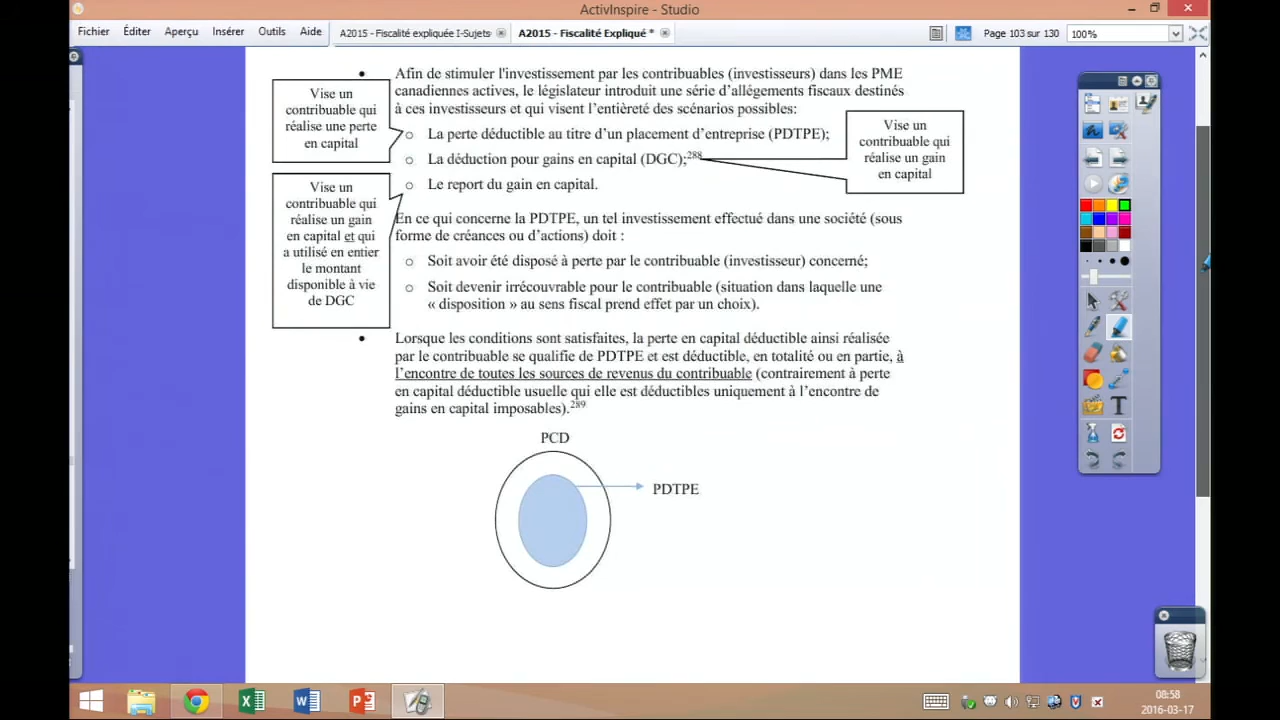 ActivInspire - Studio
Fichier Éditer Aperçu Insérer Outils Aide
A2015 - Fiscalité expliquée I-Sujets
A2015 - Fiscalité Expliqué *
Page 103 sur 130
100%
Afin de stimuler l'investissement par les contribuables (investisseurs) dans les PME
canadiennes actives, le législateur introduit une série d'allégements fiscaux destinés
à ces investisseurs et qui visent l'entièreté des scénarios possibles:
Vise un
contribuable qui
réalise une perte
en capital
o La perte déductible au titre d'un placement d'entreprise (PDTPE);
o La déduction pour gains en capital (DGC);288
o Le report du gain en capital.
Vise un
contribuable qui
réalise un gain
en capital
Vise un
contribuable qui
réalise un gain
en capital et qui
a utilisé en entier
le montant
disponible à vie
de DGC
En ce qui concerne la PDTPE, un tel investissement effectué dans une société (sous
forme de créances ou d'actions) doit :
o Soit avoir été disposé à perte par le contribuable (investisseur) concerné;
o Soit devenir irrécouvrable pour le contribuable (situation dans laquelle une
« disposition » au sens fiscal prend effet par un choix).
• Lorsque les conditions sont satisfaites, la perte en capital déductible ainsi réalisée
par le contribuable se qualifie de PDTPE et est déductible, en totalité ou en partie, à
l'encontre de toutes les sources de revenus du contribuable (contrairement à perte
en capital déductible usuelle qui elle est déductibles uniquement à l'encontre de
gains en capital imposables).289
PCD
PDTPE
08:58
2016-03-17